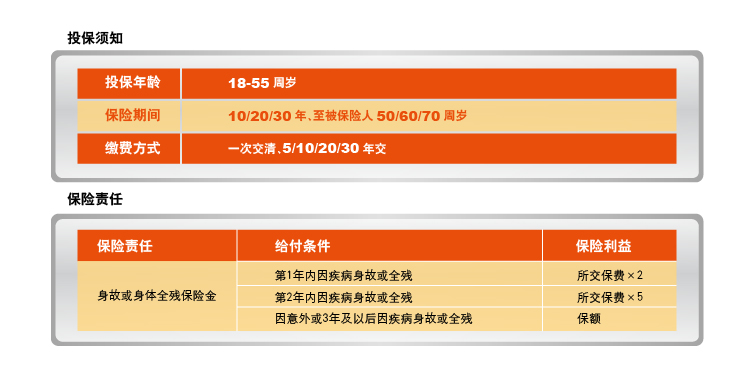 投保须知
投保年龄 18-55 周岁
保险期间 10/20/30 年、至被保险人 50/60/70 周岁
缴费方式 一次交清、5/10/20/30 年交
保险责任
保险责任 给付条件 保险利益
第1年内因疾病身故或全残 所交保费×2
身故或身体全残保险金 第2年内因疾病身故或全残 所交保费×5
因意外或3年及以后因疾病身故或全残 保额